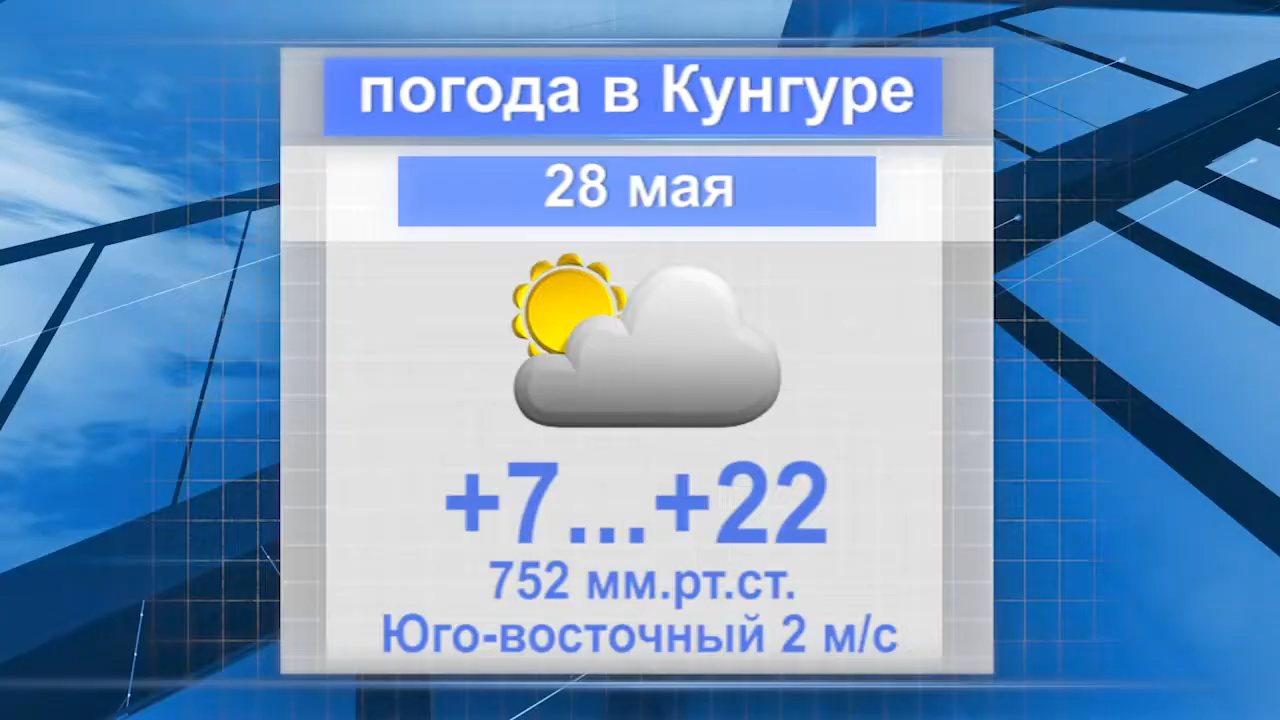 погода в Кунгуре
28 мая
+7...+22
752 мм.рт.ст.
Юго-восточный 2 м/с